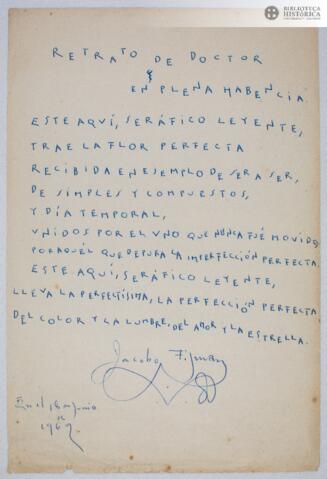 BIBLIOTECA
HISTÓRICA
RETRATO DE DOCTOR
Y
EN PLENA HABENCIA.
ESTE AQUÍ, SERÁFICO LEYENTE,
TRAE LA FLOR PERFECTA
RECIBIDA EN EJEMPLO DE SER A SER,
DE SIMPLES Y COMPUESTOS,
Y DÍA TEMPORAL,
UNIDOS POR EL UNO QUE NUNCA FUÉ MOVIDO,
POR AQUÉL QUE DEPURA LA IMPERFECCIÓN PERFECTA.
ESTE AQUÍ, SERÁFICO LEYENTE,
LLEVA LA PERFECTÍSIMA, LA PERFECCIÓN PERFECTA
DEL COLOR Y LA LUMBRE, DEL AMOR Y LA ESTRELLA.
Jacobo Fijman
1969